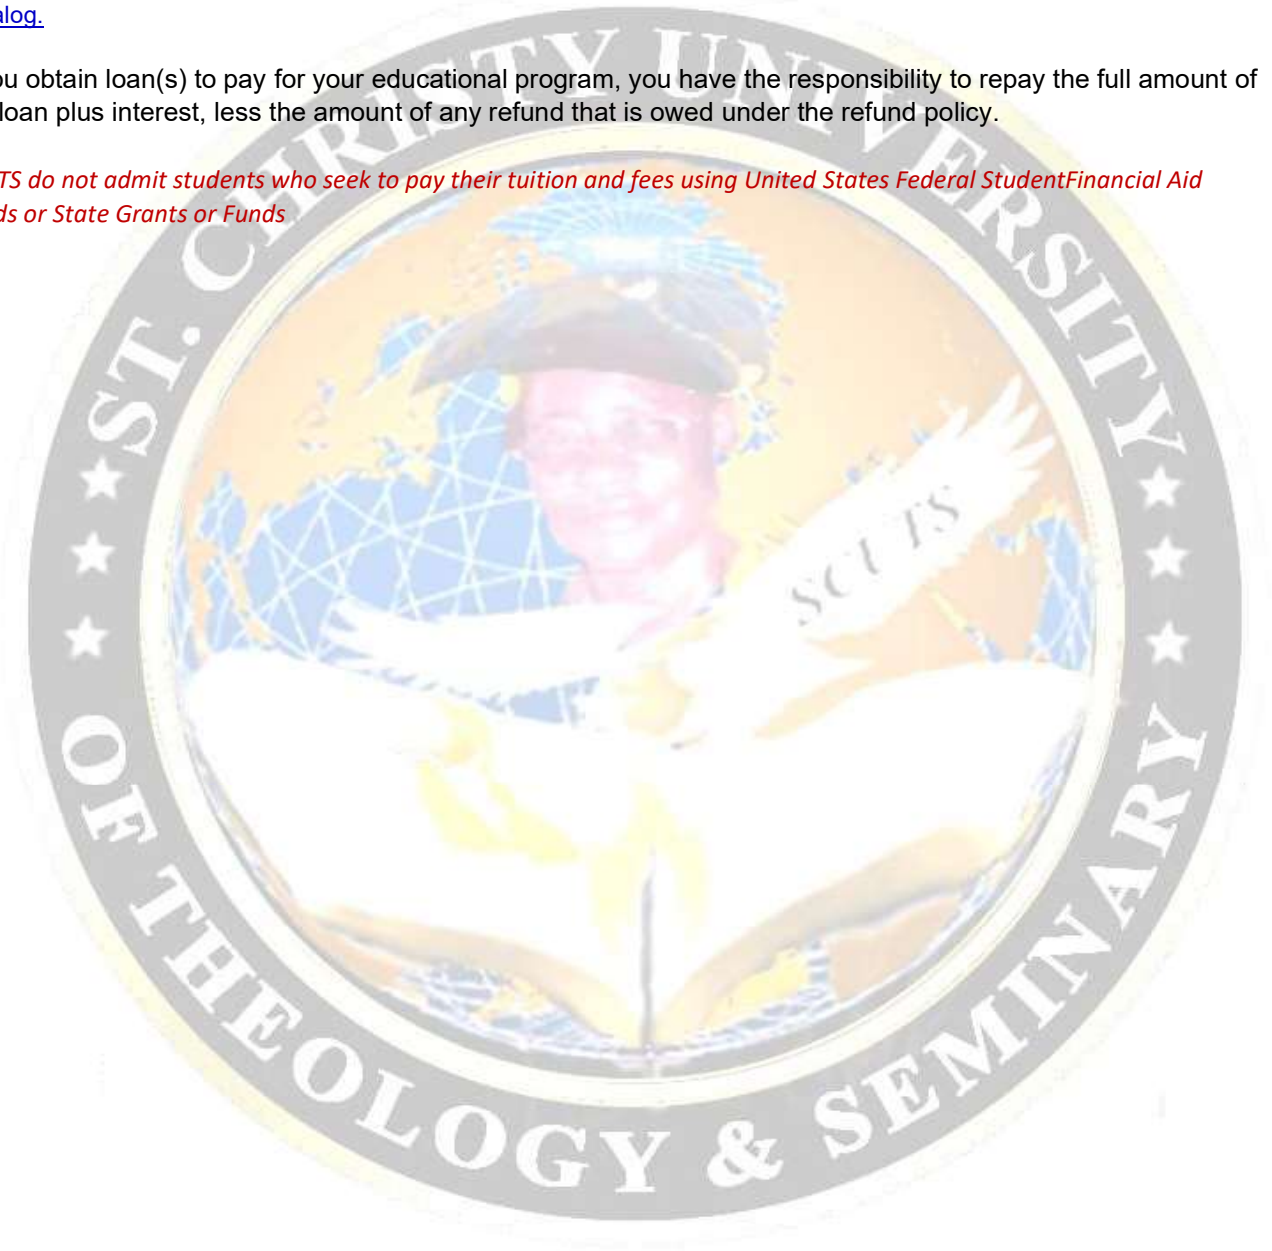 alog.
ou obtain loan(s) to pay for your educational program, you have the responsibility to repay the full amount of
loan plus interest, less the amount of any refund that is owed under the refund policy.
TS do not admit students who seek to pay their tuition and fees using United States Federal StudentFinancial Aid
ds or State Grants or Funds
ST. CHRISTY UNIVERSITY
SCUTS
OF THEOLOGY & SEMINARY